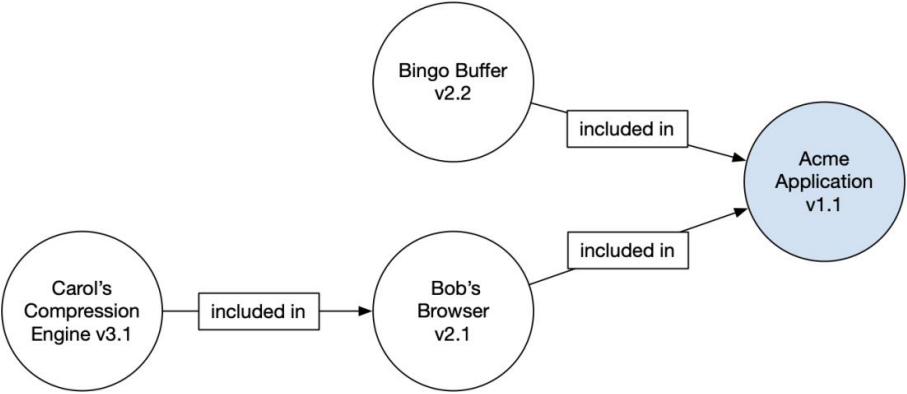 Bingo Buffer
v2.2
included in
Acme
Application
v1.1
included in
Carol’s
Compression
Engine v3.1
included in
Bob’s
Browser
v2.1